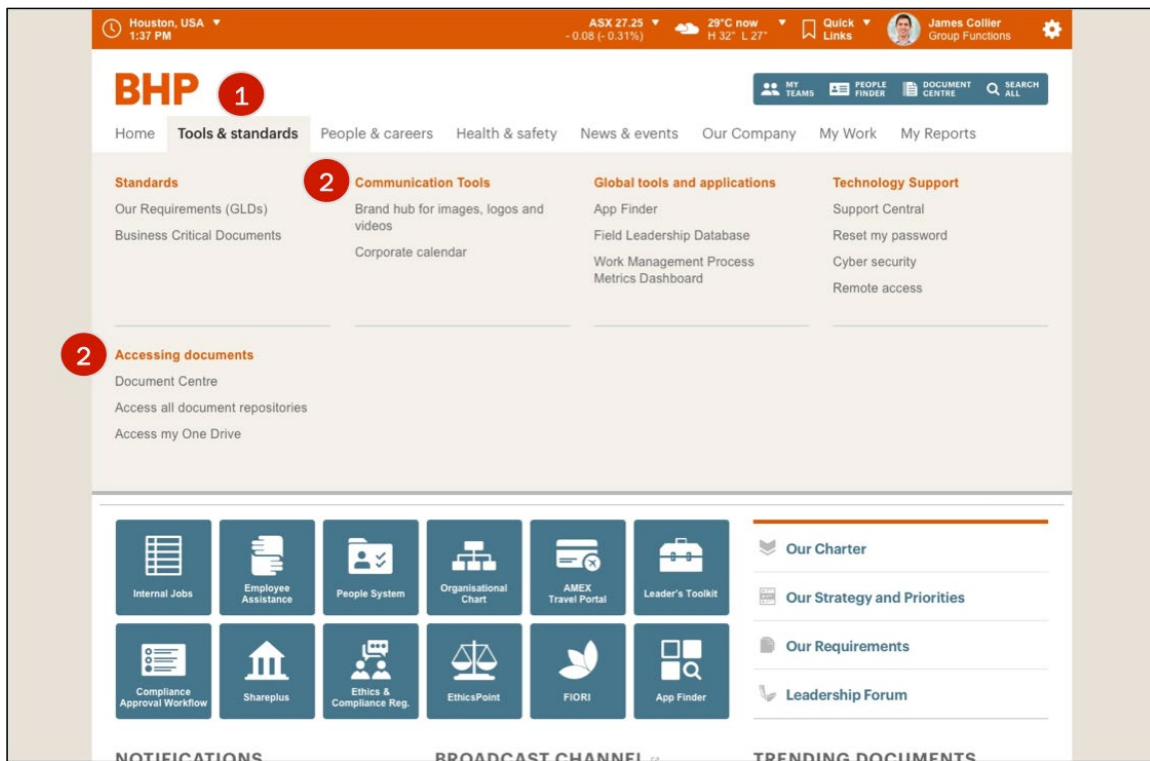 Houston, USA
1:37 PM
ASX 27.25
- 0.08 (- 0.31%)
29°C now
H 32° L 27°
Quick
Links
James Collier
Group Functions
BHP
1
MY
TEAMS
PEOPLE
FINDER
DOCUMENT
CENTRE
SEARCH
ALL
Home Tools & standards People & careers Health & safety News & events Our Company My Work My Reports
Standards
Our Requirements (GLDs)
Business Critical Documents
2
Communication Tools
Brand hub for images, logos and
videos
Corporate calendar
Global tools and applications
App Finder
Field Leadership Database
Work Management Process
Metrics Dashboard
Technology Support
Support Central
Reset my password
Cyber security
Remote access
2
Accessing documents
Document Centre
Access all document repositories
Access my One Drive
Internal Jobs
Employee
Assistance
People System
Organisational
Chart
AMEX
Travel Portal
Leader's Toolkit
Compliance
Approval Workflow
Shareplus
Ethics &
Compliance Reg.
EthicsPoint
FIORI
App Finder
Our Charter
Our Strategy and Priorities
Our Requirements
Leadership Forum
NOTIFICATIONS
BROADCAST CHANNEL
TRENDING DOCUMENTS